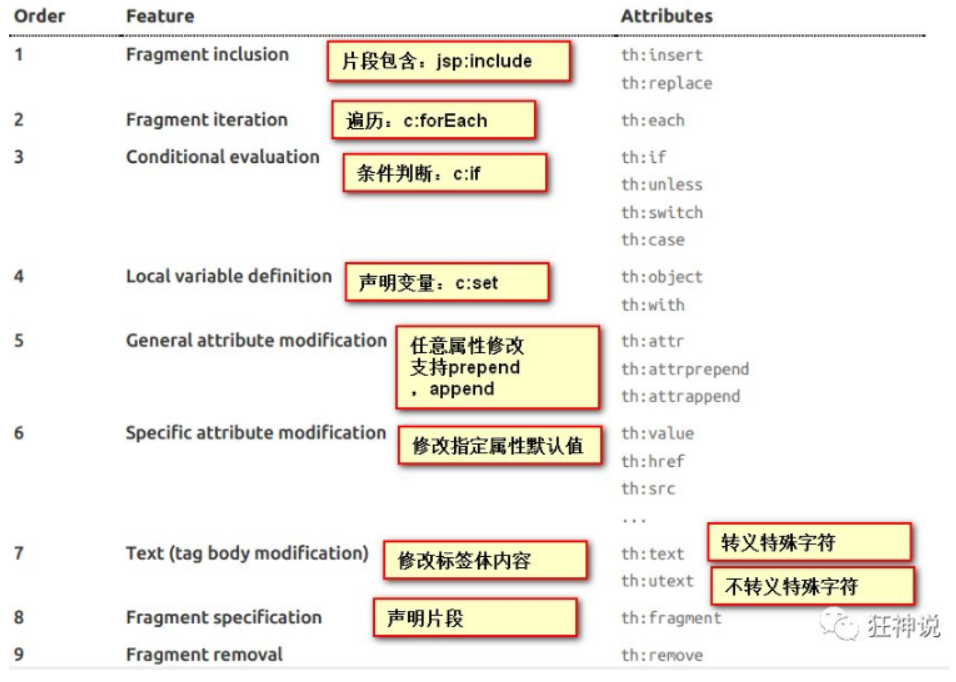 Order Feature Attributes
1 Fragment inclusion 片段包含：jsp:include th:insert
th:replace
2 Fragment iteration 遍历：c:forEach th:each
3 Conditional evaluation 条件判断：c:if th:if
th:unless
th:switch
th:case
4 Local variable definition 声明变量：c:set th:object
th:with
5 General attribute modification 任意属性修改 th:attr
支持prepend th:attrprepend
，append th:attrappend
6 Specific attribute modification 修改指定属性默认值 th:value
th:href
th:src
...
7 Text (tag body modification) 修改标签体内容 th:text 转义特殊字符
th:utext 不转义特殊字符
8 Fragment specification 声明片段 th:fragment
狂神说
9 Fragment removal th:remove